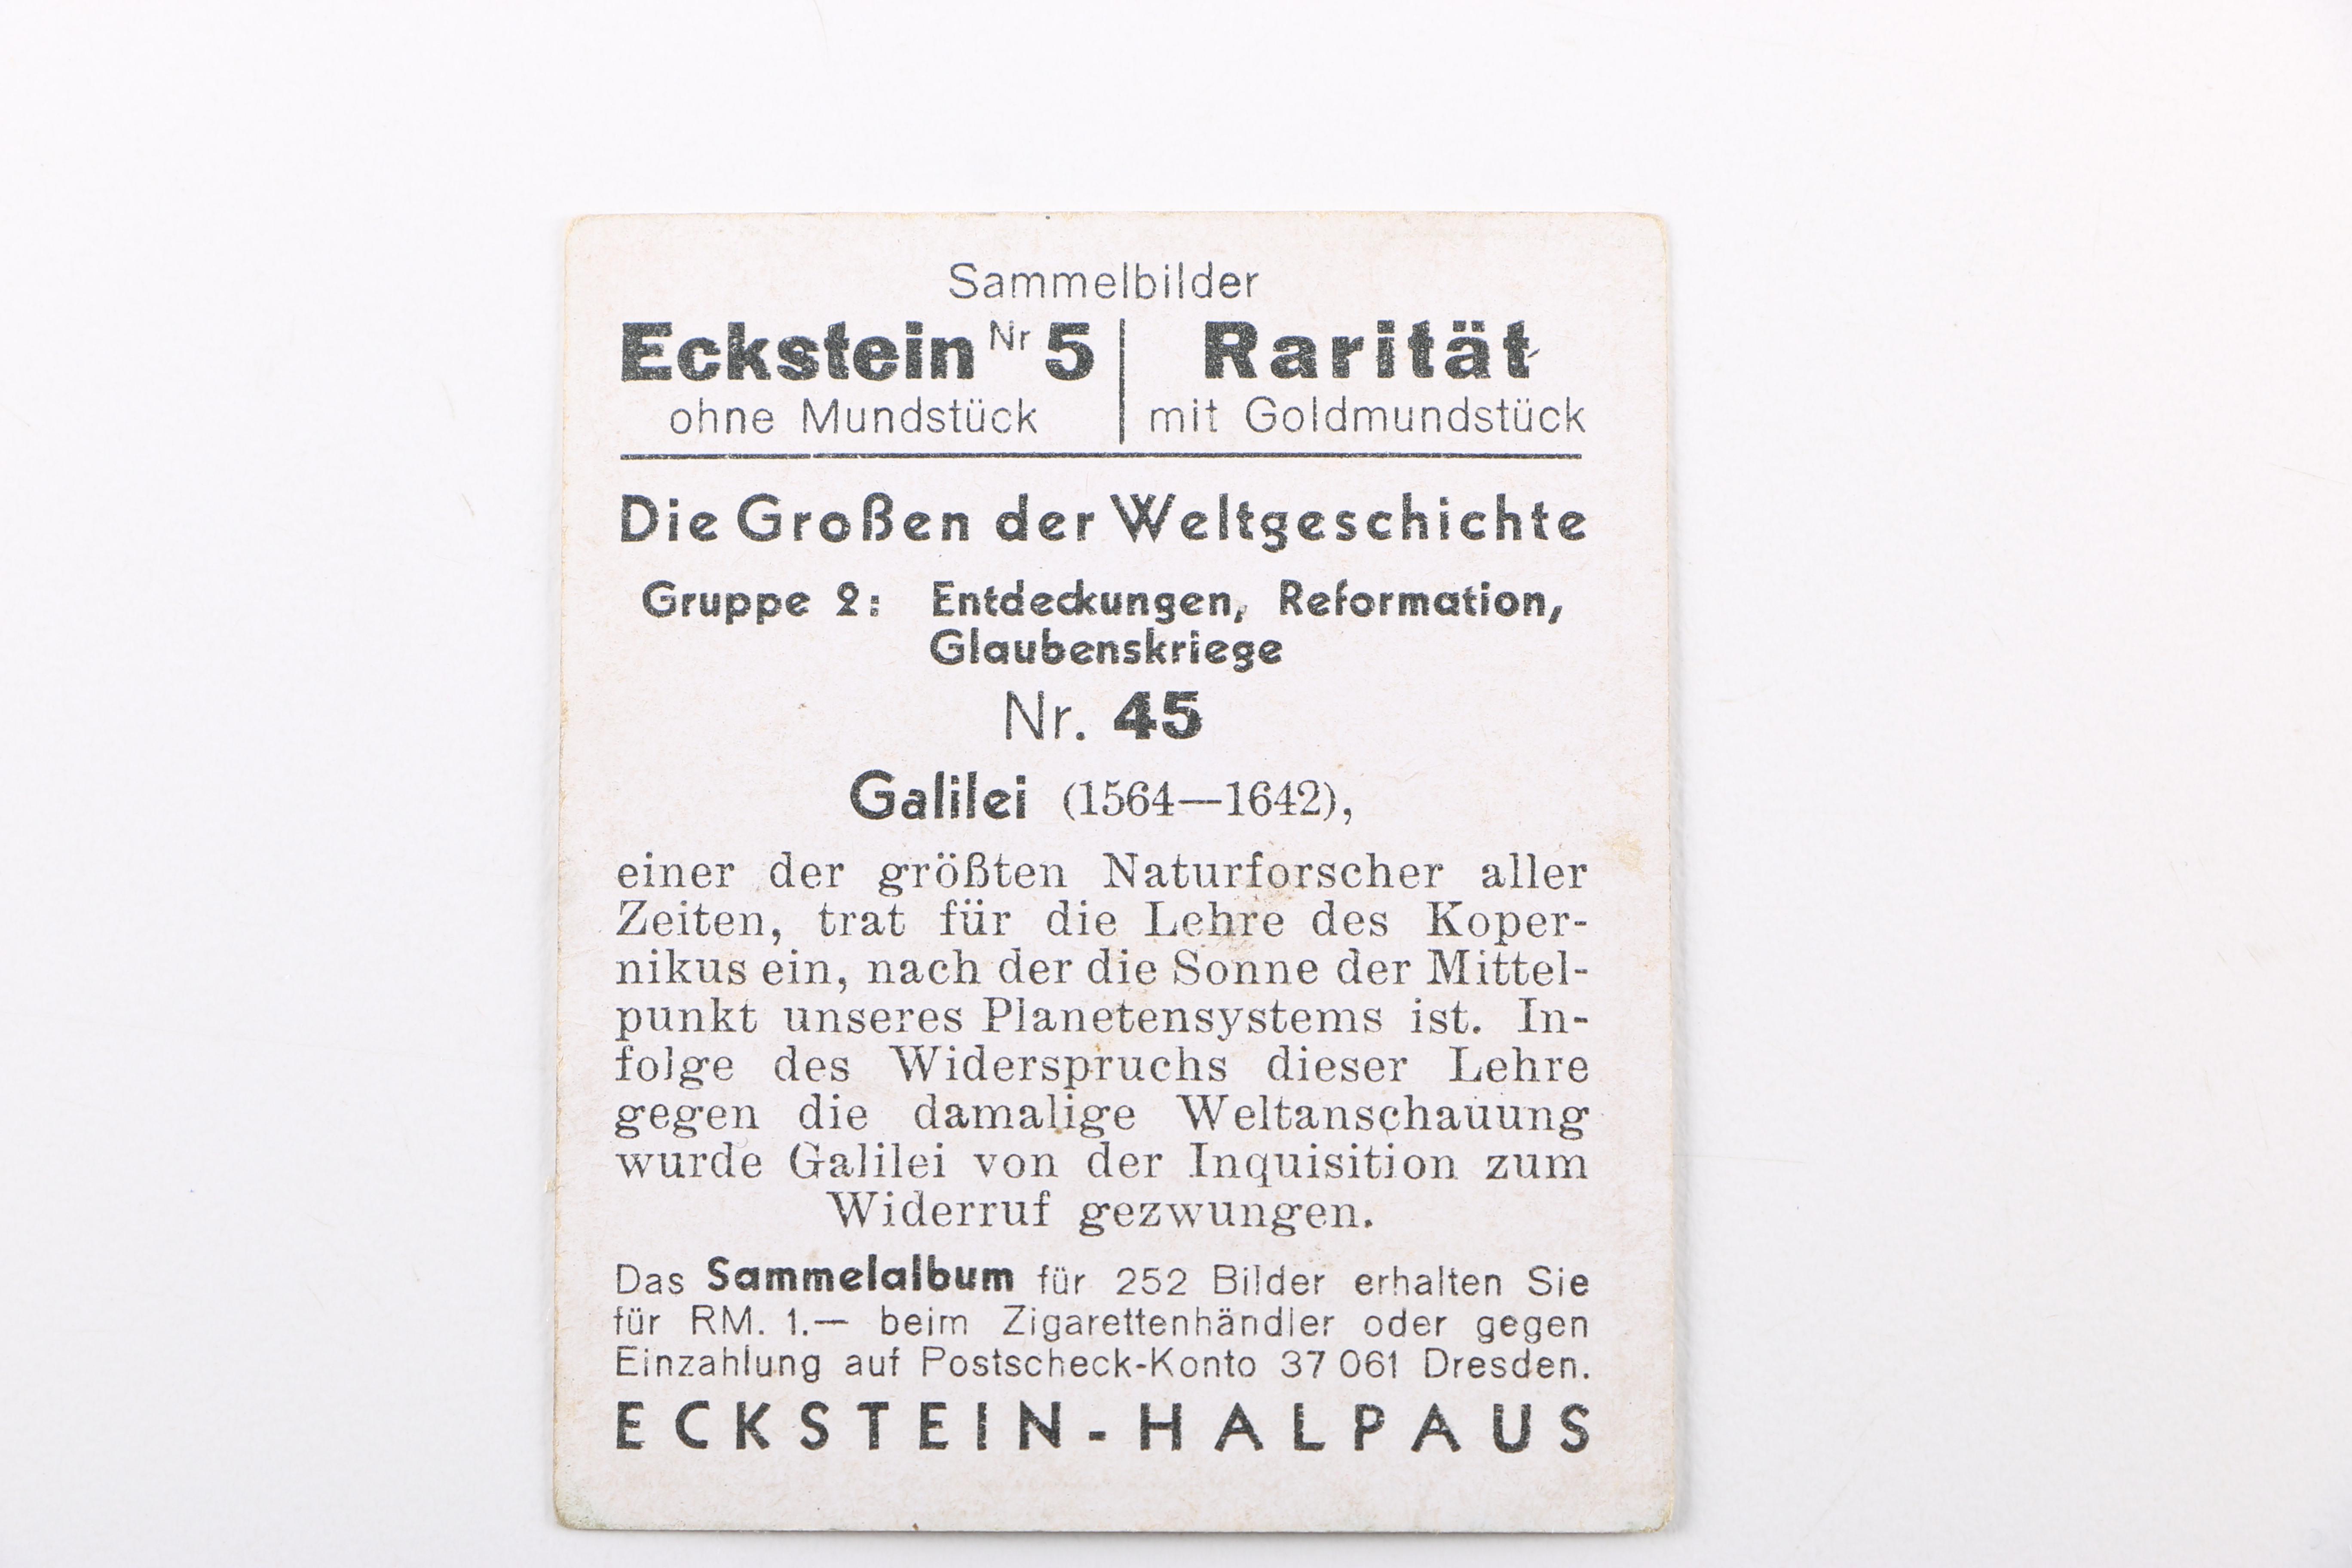 Sammelbilder
Eckstein Nr 5 | Rarität
ohne Mundstück | mit Goldmundstück
Die Großen der Weltgeschichte
Gruppe 2: Entdeckungen, Reformation,
Glaubenskriege
Nr. 45
Galilei (1564—1642),
einer der größten Naturforscher aller
Zeiten, trat für die Lehre des Koper-
nikus ein, nach der die Sonne der Mittel-
punkt unseres Planetensystems ist. In-
folge des Widerspruchs dieser Lehre
gegen die damalige Weltanschauung
wurde Galilei von der Inquisition zum
Widerruf gezwungen.
Das Sammelalbum für 252 Bilder erhalten Sie
für RM. 1.— beim Zigarettenhändler oder gegen
Einzahlung auf Postscheck-Konto 37 061 Dresden.
ECKSTEIN-HALPAUS